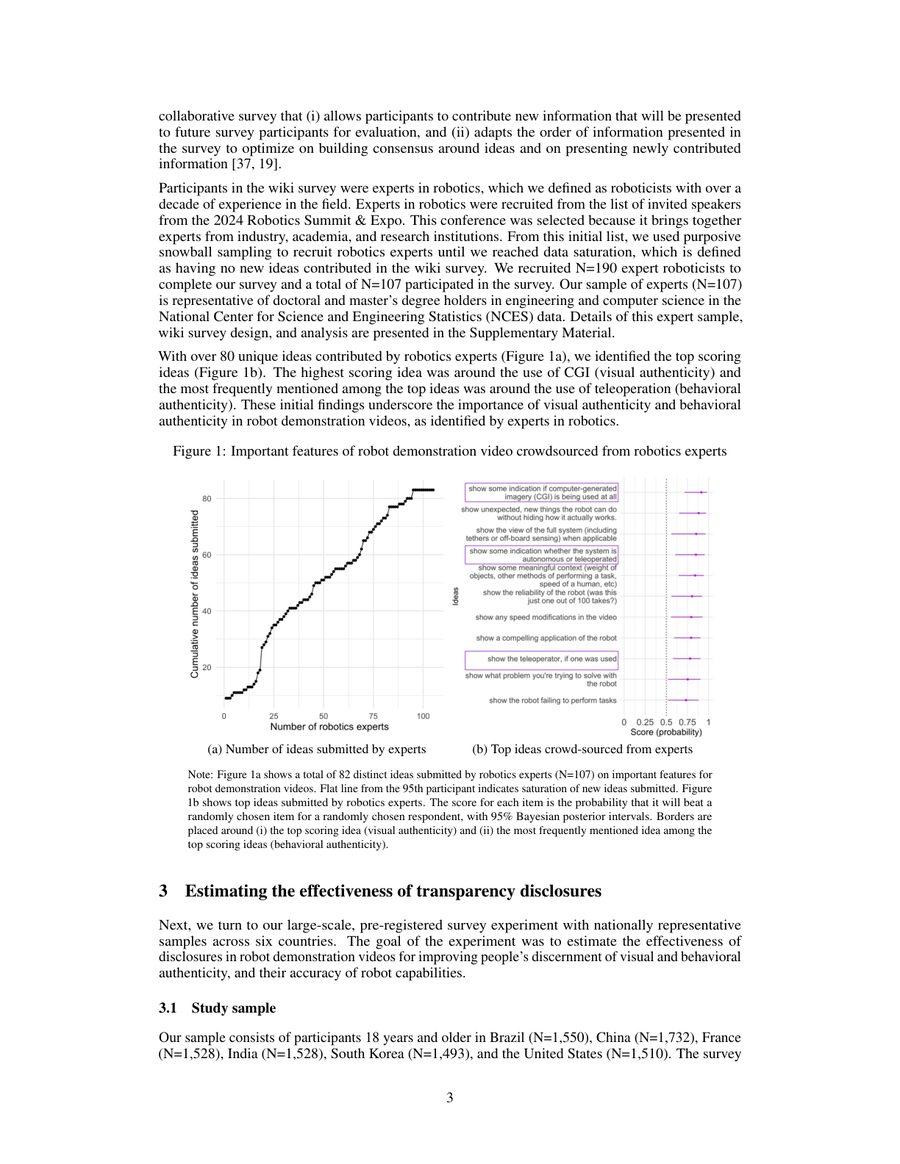 collaborative survey that (i) allows participants to contribute new information that will be presented
to future survey participants for evaluation, and (ii) adapts the order of information presented in
the survey to optimize on building consensus around ideas and on presenting newly contributed
information [37, 19].
Participants in the wiki survey were experts in robotics, which we defined as roboticists with over a
decade of experience in the field. Experts in robotics were recruited from the list of invited speakers
from the 2024 Robotics Summit & Expo. This conference was selected because it brings together
experts from industry, academia, and research institutions. From this initial list, we used purposive
snowball sampling to recruit robotics experts until we reached data saturation, which is defined
as having no new ideas contributed in the wiki survey. We recruited N=190 expert roboticists to
complete our survey and a total of N=107 participated in the survey. Our sample of experts (N=107)
is representative of doctoral and master's degree holders in engineering and computer science in the
National Center for Science and Engineering Statistics (NCES) data. Details of this expert sample,
wiki survey design, and analysis are presented in the Supplementary Material.
With over 80 unique ideas contributed by robotics experts (Figure 1a), we identified the top scoring
ideas (Figure 1b). The highest scoring idea was around the use of CGI (visual authenticity) and
the most frequently mentioned among the top ideas was around the use of teleoperation (behavioral
authenticity). These initial findings underscore the importance of visual authenticity and behavioral
authenticity in robot demonstration videos, as identified by experts in robotics.
Figure 1: Important features of robot demonstration video crowdsourced from robotics experts
Cumulative number of ideas submitted
80
60
40
20
0 25 50 75 100
Number of robotics experts
(a) Number of ideas submitted by experts
Ideas
show some indication if computer-generated
imagery (CGI) is being used at all
show unexpected, new things the robot can do
without hiding how it actually works.
show the view of the full system (including
tethers or off-board sensing) when applicable
show some indication whether the system is
autonomous or teleoperated
show some meaningful context (weight of
objects, other methods of performing a task,
speed of a human, etc)
show the reliability of the robot (was this
just one out of 100 takes?)
show any speed modifications in the video
show a compelling application of the robot
show the teleoperator, if one was used
show what problem you're trying to solve with
the robot
show the robot failing to perform tasks
0 0.25 0.5 0.75 1
Score (probability)
(b) Top ideas crowd-sourced from experts
Note: Figure 1a shows a total of 82 distinct ideas submitted by robotics experts (N=107) on important features for
robot demonstration videos. Flat line from the 95th participant indicates saturation of new ideas submitted. Figure
1b shows top ideas submitted by robotics experts. The score for each item is the probability that it will beat a
randomly chosen item for a randomly chosen respondent, with 95% Bayesian posterior intervals. Borders are
placed around (i) the top scoring idea (visual authenticity) and (ii) the most frequently mentioned idea among the
top scoring ideas (behavioral authenticity).
3 Estimating the effectiveness of transparency disclosures
Next, we turn to our large-scale, pre-registered survey experiment with nationally representative
samples across six countries. The goal of the experiment was to estimate the effectiveness of
disclosures in robot demonstration videos for improving people's discernment of visual and behavioral
authenticity, and their accuracy of robot capabilities.
3.1 Study sample
Our sample consists of participants 18 years and older in Brazil (N=1,550), China (N=1,732), France
(N=1,528), India (N=1,528), South Korea (N=1,493), and the United States (N=1,510). The survey
3